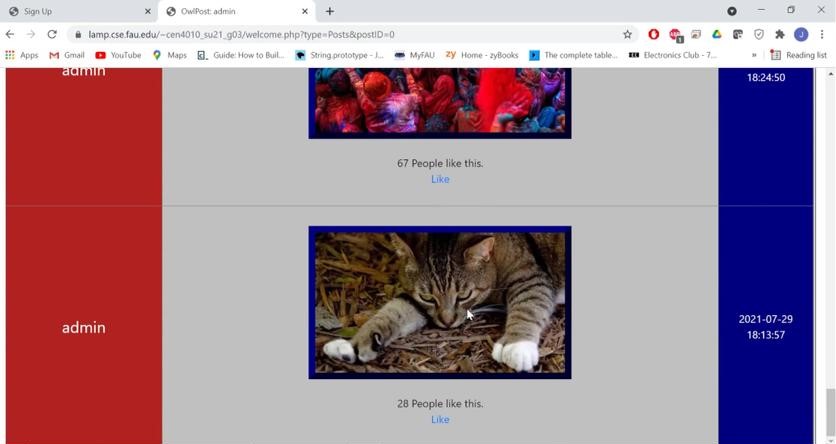 Sign Up
OwlPost: admin
lamp.cse.fau.edu/~cen4010_su21_g03/welcome.php?type=Posts&postID=0
Apps Gmail YouTube Maps Guide: How to Buil... String.prototype - J... MyFAU Home - zyBooks The complete table... Electronics Club - 7... » Reading list
admin
18:24:50
67 People like this.
Like
admin
2021-07-29
18:13:57
28 People like this.
Like